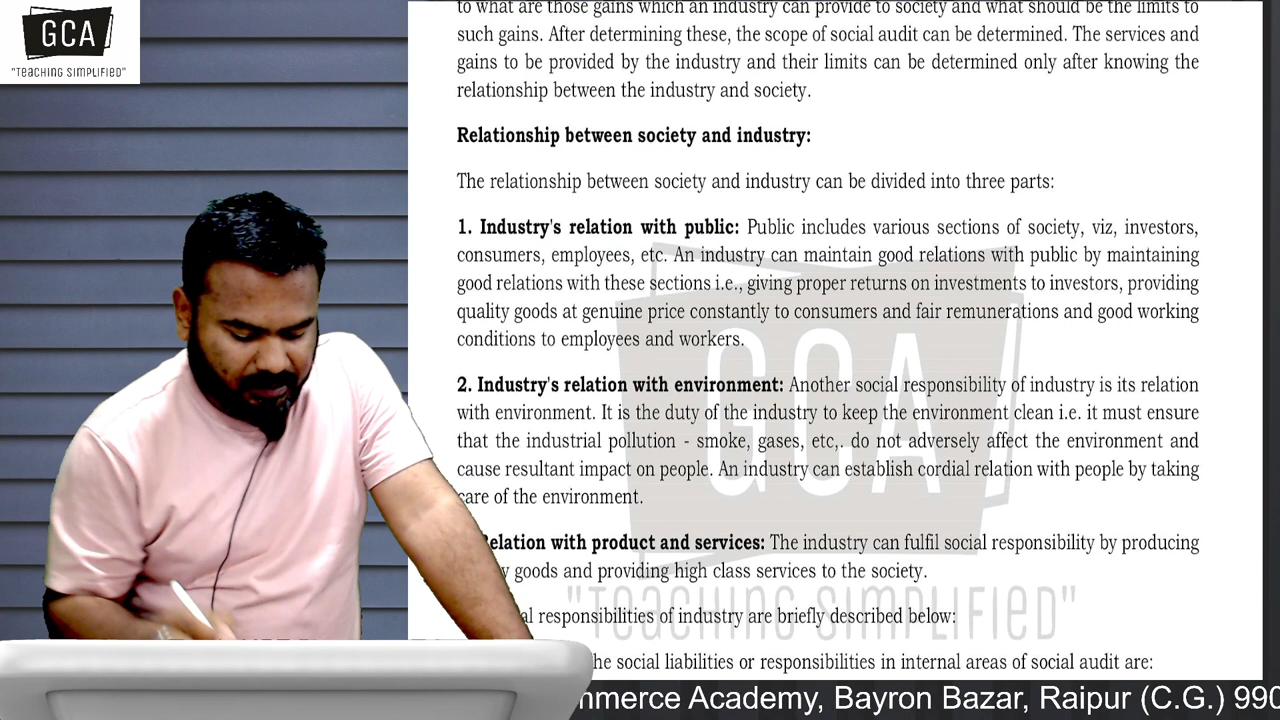 GCA
"TEACHING SIMPLIFIED"
to what are those gains which an industry can provide to society and what should be the limits to
such gains. After determining these, the scope of social audit can be determined. The services and
gains to be provided by the industry and their limits can be determined only after knowing the
relationship between the industry and society.
Relationship between society and industry:
The relationship between society and industry can be divided into three parts:
1. Industry's relation with public: Public includes various sections of society, viz, investors,
consumers, employees, etc. An industry can maintain good relations with public by maintaining
good relations with these sections i.e., giving proper returns on investments to investors, providing
quality goods at genuine price constantly to consumers and fair remunerations and good working
conditions to employees and workers.
2. Industry's relation with environment: Another social responsibility of industry is its relation
with environment. It is the duty of the industry to keep the environment clean i.e. it must ensure
that the industrial pollution - smoke, gases, etc,. do not adversely affect the environment and
cause resultant impact on people. An industry can establish cordial relation with people by taking
care of the environment.
Relation with product and services: The industry can fulfil social responsibility by producing
goods and providing high class services to the society.
responsibilities of industry are briefly described below:
the social liabilities or responsibilities in internal areas of social audit are:
GCA
"TEACHING SIMPLIFIED"
mmerce Academy, Bayron Bazar, Raipur (C.G.) 990